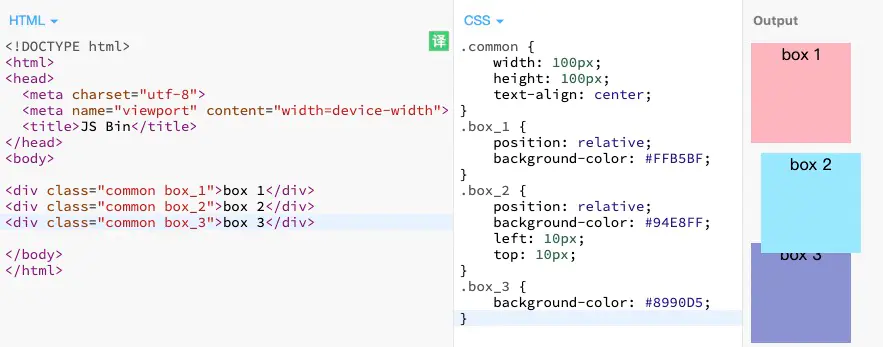 HTML
译
<!DOCTYPE html>
<html>
<head>
<meta charset="utf-8">
<meta name="viewport" content="width=device-width">
<title>JS Bin</title>
</head>
<body>
<div class="common box_1">box 1</div>
<div class="common box_2">box 2</div>
<div class="common box_3">box 3</div>
</body>
</html>
CSS
.common {
width: 100px;
height: 100px;
text-align: center;
}
.box_1 {
position: relative;
background-color: #FFB5BF;
}
.box_2 {
position: relative;
background-color: #94E8FF;
left: 10px;
top: 10px;
}
.box_3 {
background-color: #8990D5;
}
Output
box 1
box 2
box 3